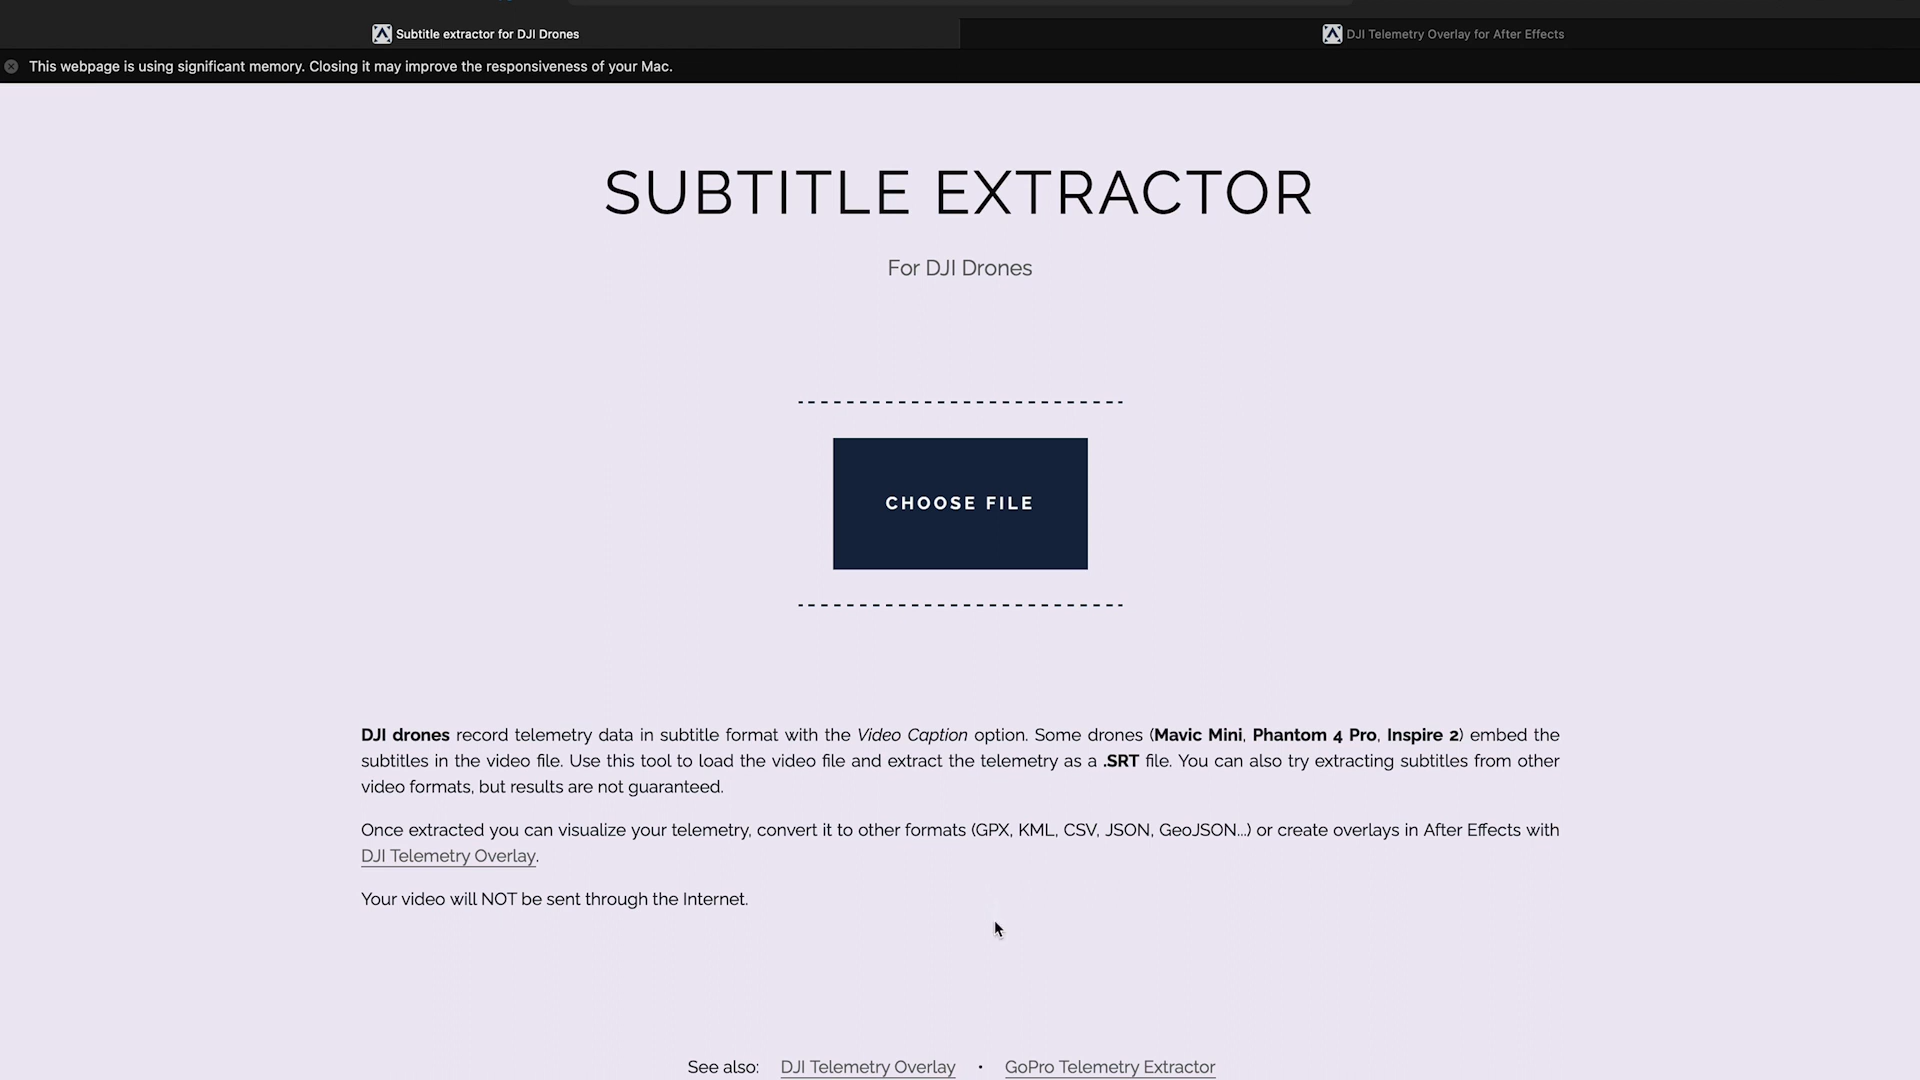 Subtitle extractor for DJI Drones
DJI Telemetry Overlay for After Effects
This webpage is using significant memory. Closing it may improve the responsiveness of your Mac.
SUBTITLE EXTRACTOR
For DJI Drones
CHOOSE FILE
DJI drones record telemetry data in subtitle format with the Video Caption option. Some drones (Mavic Mini, Phantom 4 Pro, Inspire 2) embed the
subtitles in the video file. Use this tool to load the video file and extract the telemetry as a .SRT file. You can also try extracting subtitles from other
video formats, but results are not guaranteed.
Once extracted you can visualize your telemetry, convert it to other formats (GPX, KML, CSV, JSON, GeoJSON...) or create overlays in After Effects with
DJI Telemetry Overlay.
Your video will NOT be sent through the Internet.
See also: DJI Telemetry Overlay • GoPro Telemetry Extractor